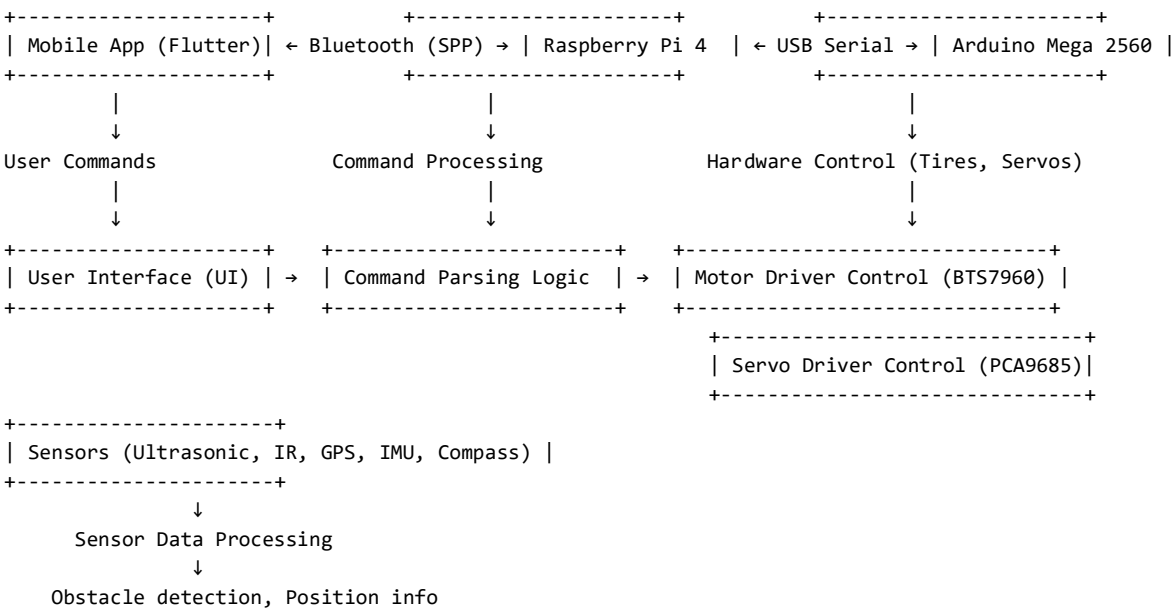 +---------------------+ +----------------------+ +-----------------------+
| Mobile App (Flutter)| ← Bluetooth (SPP) → | Raspberry Pi 4 | ← USB Serial → | Arduino Mega 2560 |
+---------------------+ +----------------------+ +-----------------------+
| | |
↓ ↓ ↓
User Commands Command Processing Hardware Control (Tires, Servos)
| | |
↓ ↓ ↓
+---------------------+ +------------------------+ +-------------------------------+
| User Interface (UI) | → | Command Parsing Logic | → | Motor Driver Control (BTS7960) |
+---------------------+ +------------------------+ +-------------------------------+
+-------------------------------+
| Servo Driver Control (PCA9685)|
+-------------------------------+
+----------------------+
| Sensors (Ultrasonic, IR, GPS, IMU, Compass) |
+----------------------+
↓
Sensor Data Processing
↓
Obstacle detection, Position info